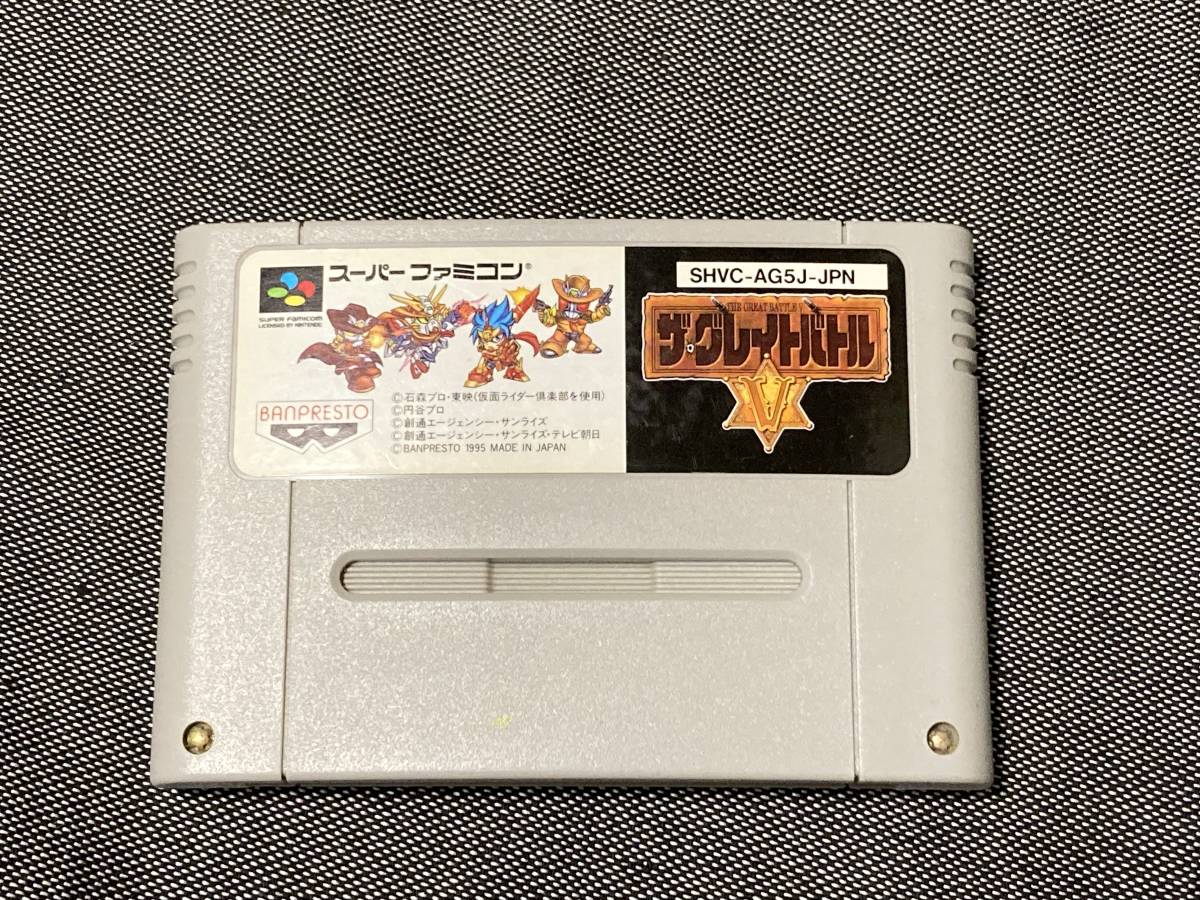 スーパーファミコン®
SUPER FAMICOM
LICENSED BY NINTENDO
BANPRESTO
©石森プロ・東映(仮面ライダー倶楽部を使用)
©円谷プロ
©創通エージェンシー・サンライズ
©創通エージェンシー・サンライズ・テレビ朝日
©BANPRESTO 1995 MADE IN JAPAN
SHVC-AG5J-JPN
THE GREAT BATTLE V
ザ・グレイトバトル
V